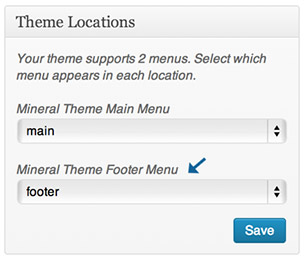 Theme Locations
Your theme supports 2 menus. Select which
menu appears in each location.
Mineral Theme Main Menu
main
Mineral Theme Footer Menu
footer
Save